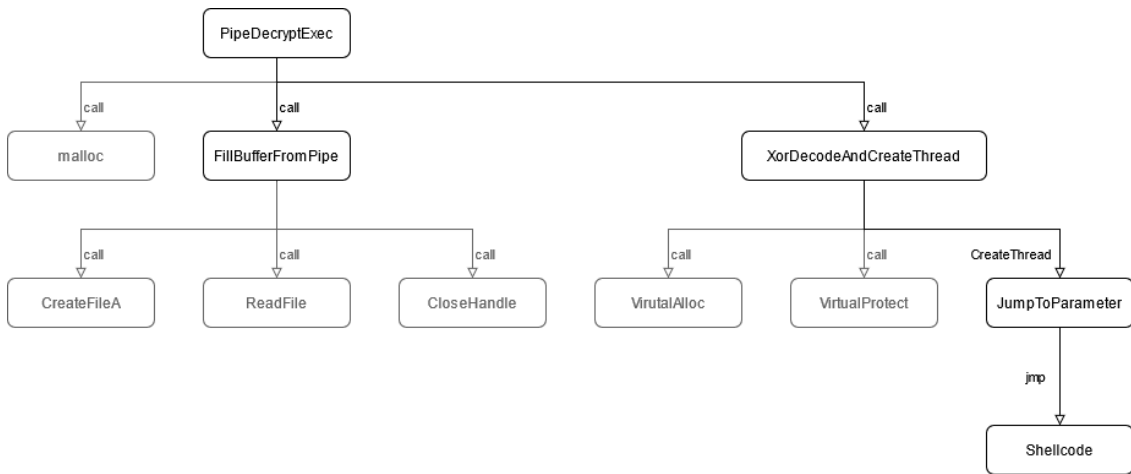 PipeDecryptExec
call
call
call
malloc
FillBufferFromPipe
XorDecodeAndCreateThread
call
call
call
call
call
CreateThread
CreateFileA
ReadFile
CloseHandle
VirutalAlloc
VirtualProtect
JumpToParameter
jmp
Shellcode